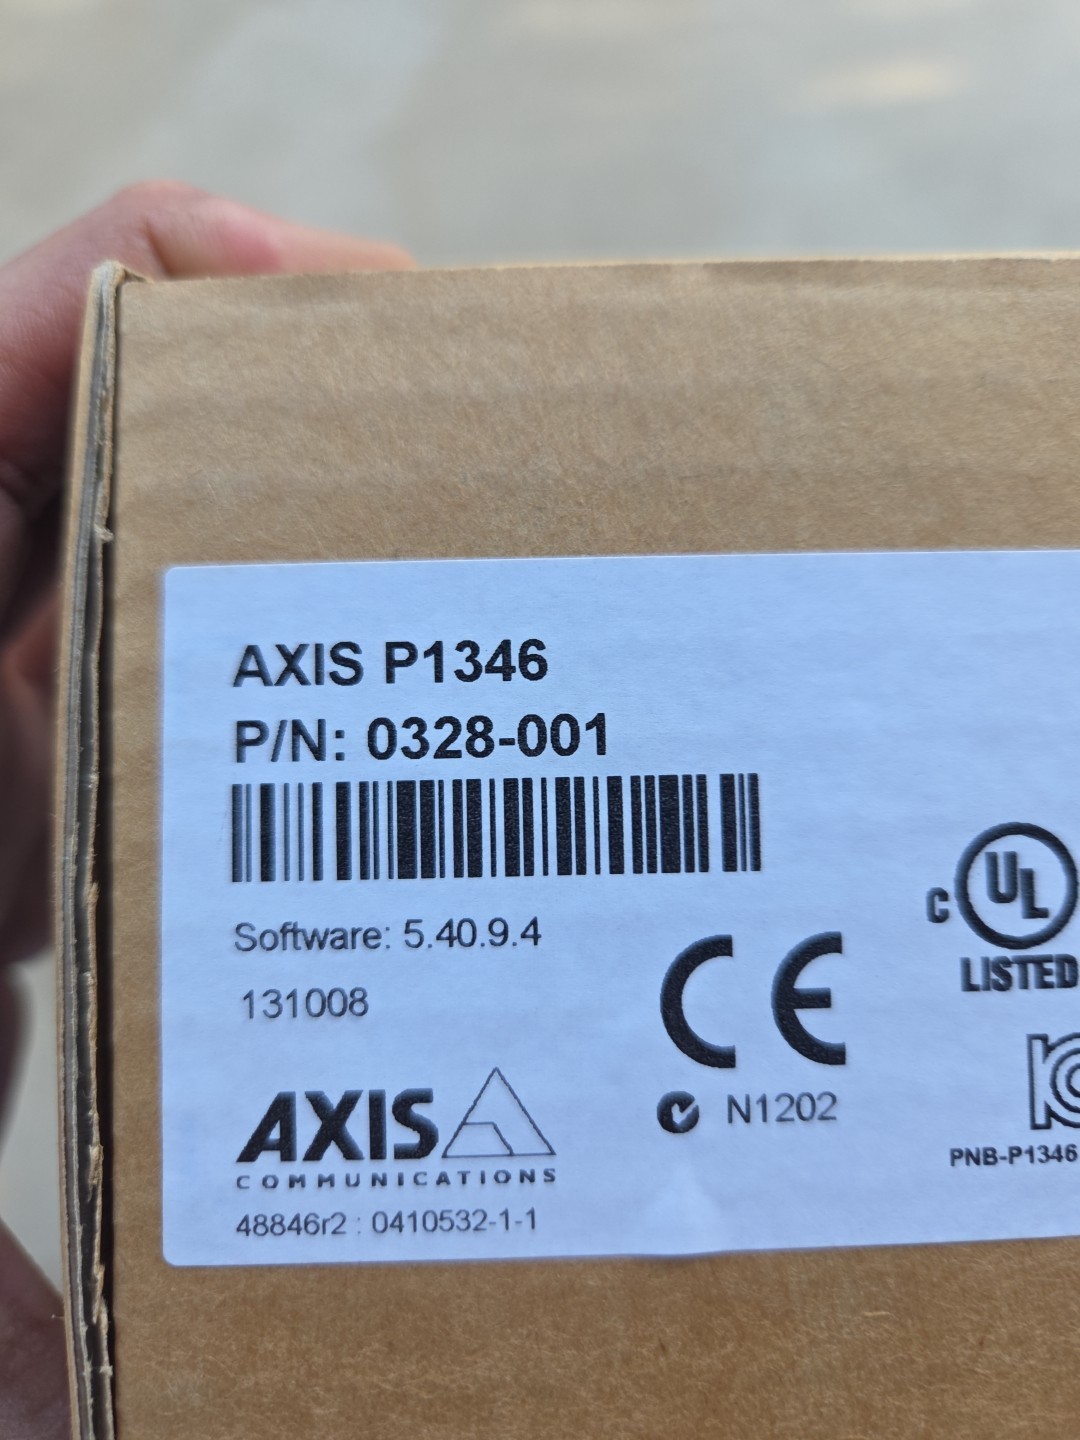 AXIS P1346
P/N: 0328-001
Software: 5.40.9.4
131008
AXIS
COMMUNICATIONS
48846r2 : 0410532-1-1
CE
N1202
C UL
LISTED
PNB-P1346